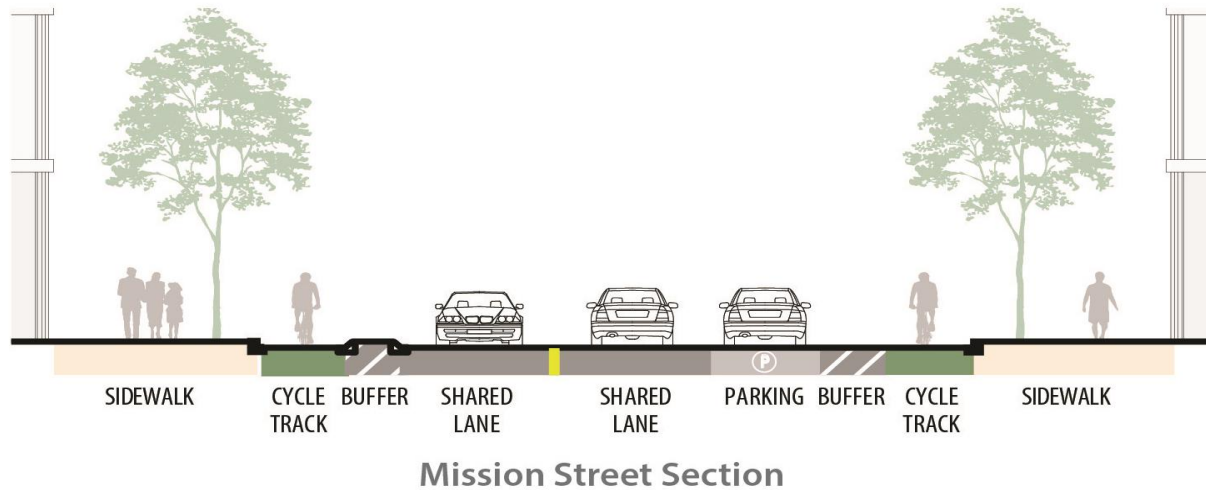 P
SIDEWALK
CYCLE
TRACK
BUFFER
SHARED
LANE
SHARED
LANE
PARKING
BUFFER
CYCLE
TRACK
SIDEWALK
Mission Street Section